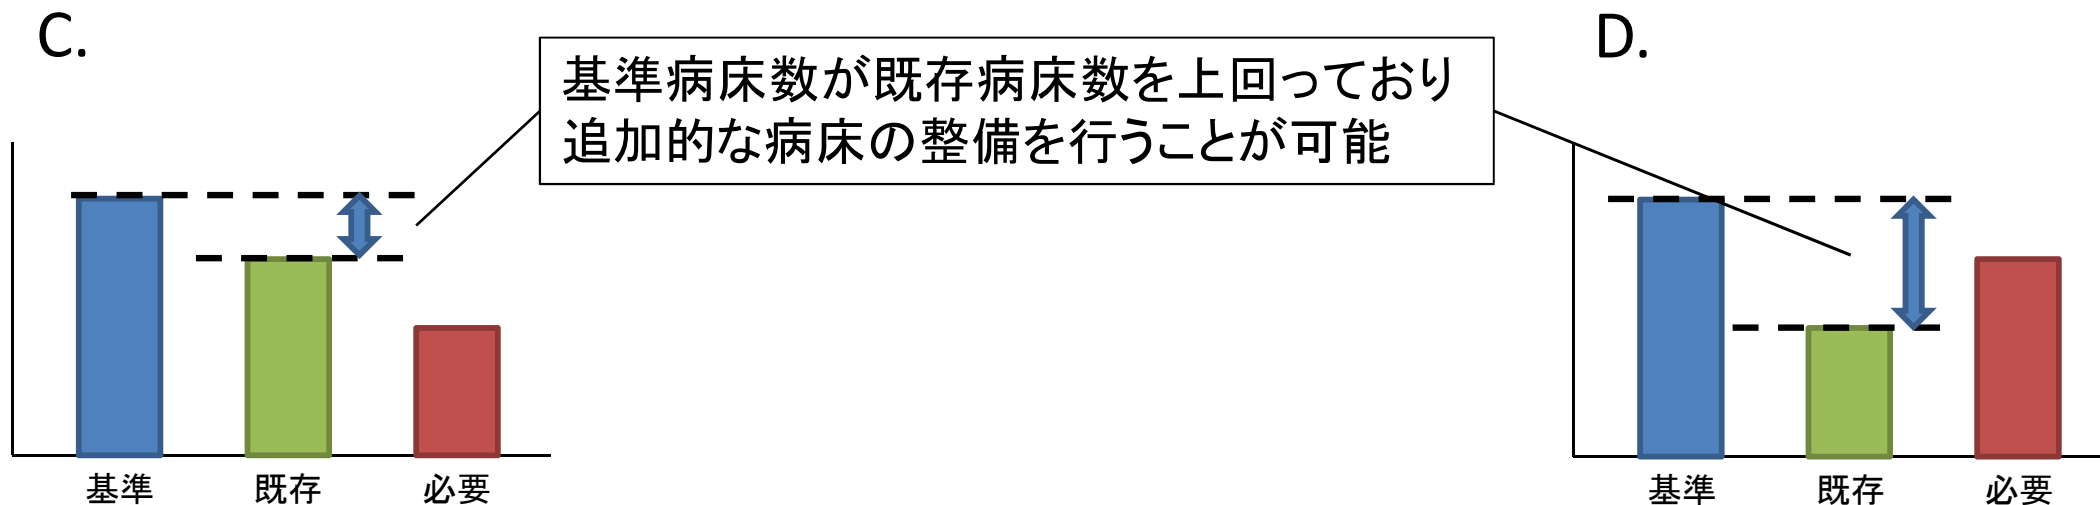 C.
基準病床数が既存病床数を上回っており
追加的な病床の整備を行うことが可能
D.
基準 既存 必要
基準 既存 必要